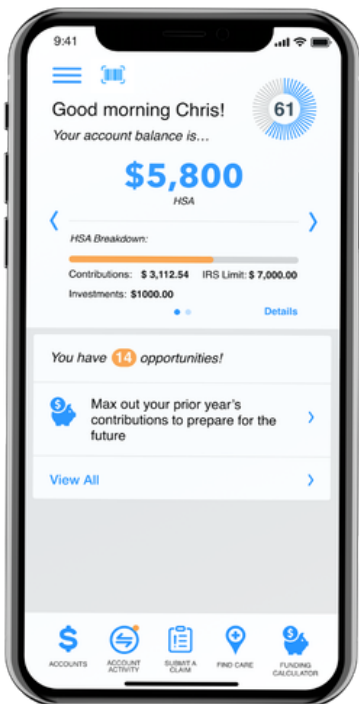 9:41
Good morning Chris!
61
Your account balance is...
$5,800
HSA
HSA Breakdown:
Contributions: $ 3,112.54 IRS Limit: $ 7,000.00
Investments: $1000.00
Details
You have 14 opportunities!
Max out your prior year's
contributions to prepare for the
future
View All
ACCOUNTS
ACCOUNT
ACTIVITY
SUBMIT A
CLAIM
FIND CARE
FUNDING
CALCULATOR